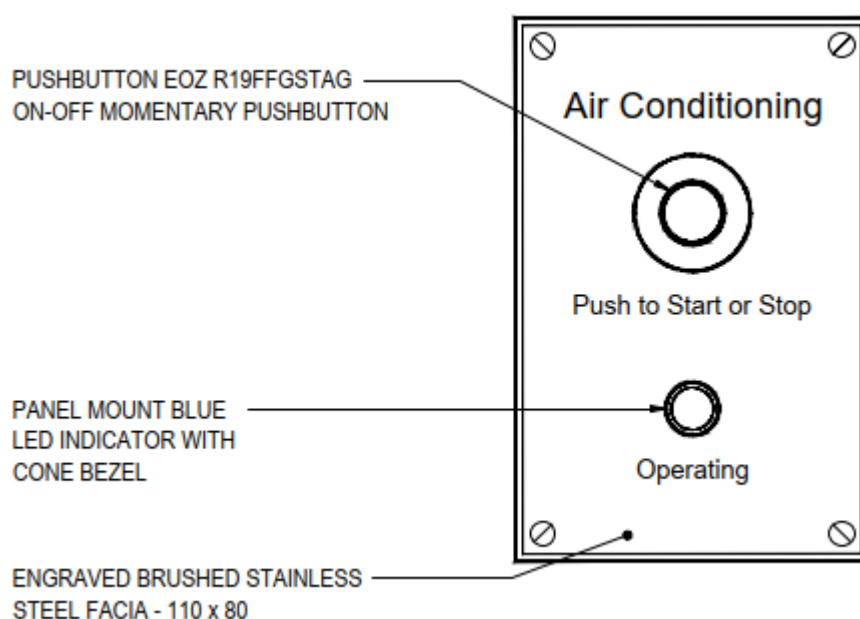 PUSHBUTTON EOZ R19FFGSTAG
ON-OFF MOMENTARY PUSHBUTTON
Air Conditioning
Push to Start or Stop
PANEL MOUNT BLUE
LED INDICATOR WITH
CONE BEZEL
Operating
ENGRAVED BRUSHED STAINLESS
STEEL FACIA - 110 x 80